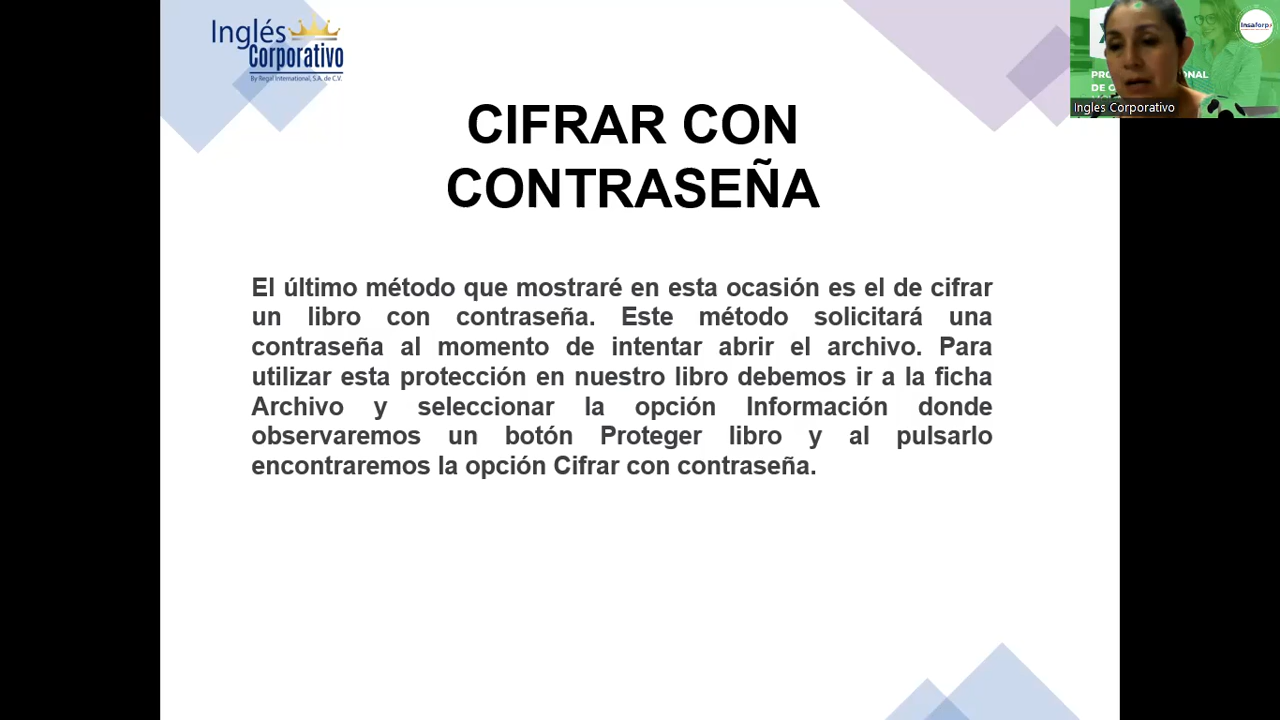 Inglés
Corporativo
By Regal International, S.A. de C.V.
CIFRAR CON
CONTRASEÑA
El último método que mostraré en esta ocasión es el de cifrar
un libro con contraseña. Este método solicitará una
contraseña al momento de intentar abrir el archivo. Para
utilizar esta protección en nuestro libro debemos ir a la ficha
Archivo y seleccionar la opción Información donde
observaremos un botón Proteger libro y al pulsarlo
encontraremos la opción Cifrar con contraseña.
Insaforp
Ingles Corporativo